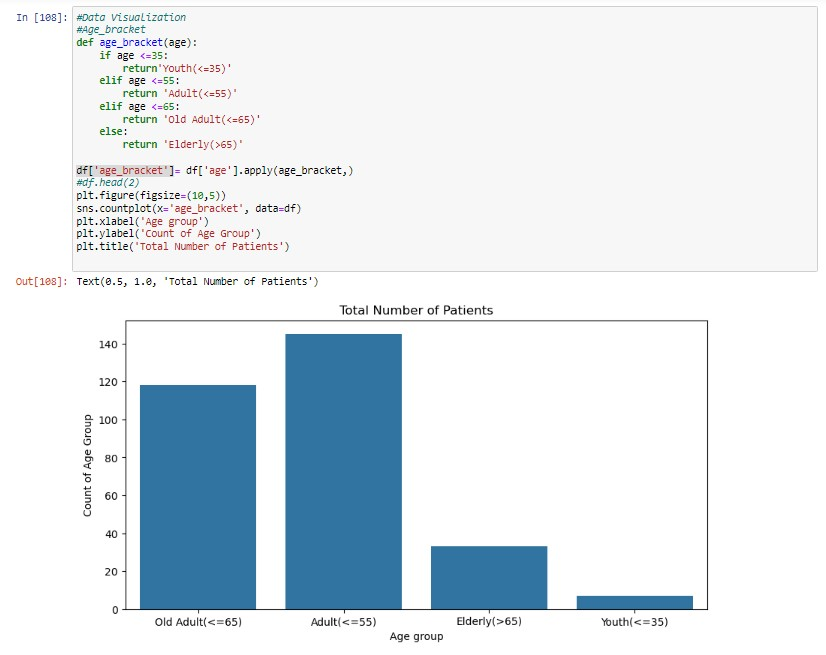 In [108]: #Data Visualization
#Age_bracket
def age_bracket(age):
    if age <=35:
        return'Youth(<=35)'
    elif age <=55:
        return 'Adult(<=55)'
    elif age <=65:
        return 'Old Adult(<=65)'
    else:
        return 'Elderly(>65)'
df['age_bracket']= df['age'].apply(age_bracket,)
#df.head(2)
plt.figure(figsize=(10,5))
sns.countplot(x='age_bracket', data=df)
plt.xlabel('Age group')
plt.ylabel('Count of Age Group')
plt.title('Total Number of Patients')
Out[108]: Text(0.5, 1.0, 'Total Number of Patients')
Total Number of Patients
Count of Age Group
140
120
100
80
60
40
20
0
Old Adult(<=65) Adult(<=55) Elderly(>65) Youth(<=35)
Age group